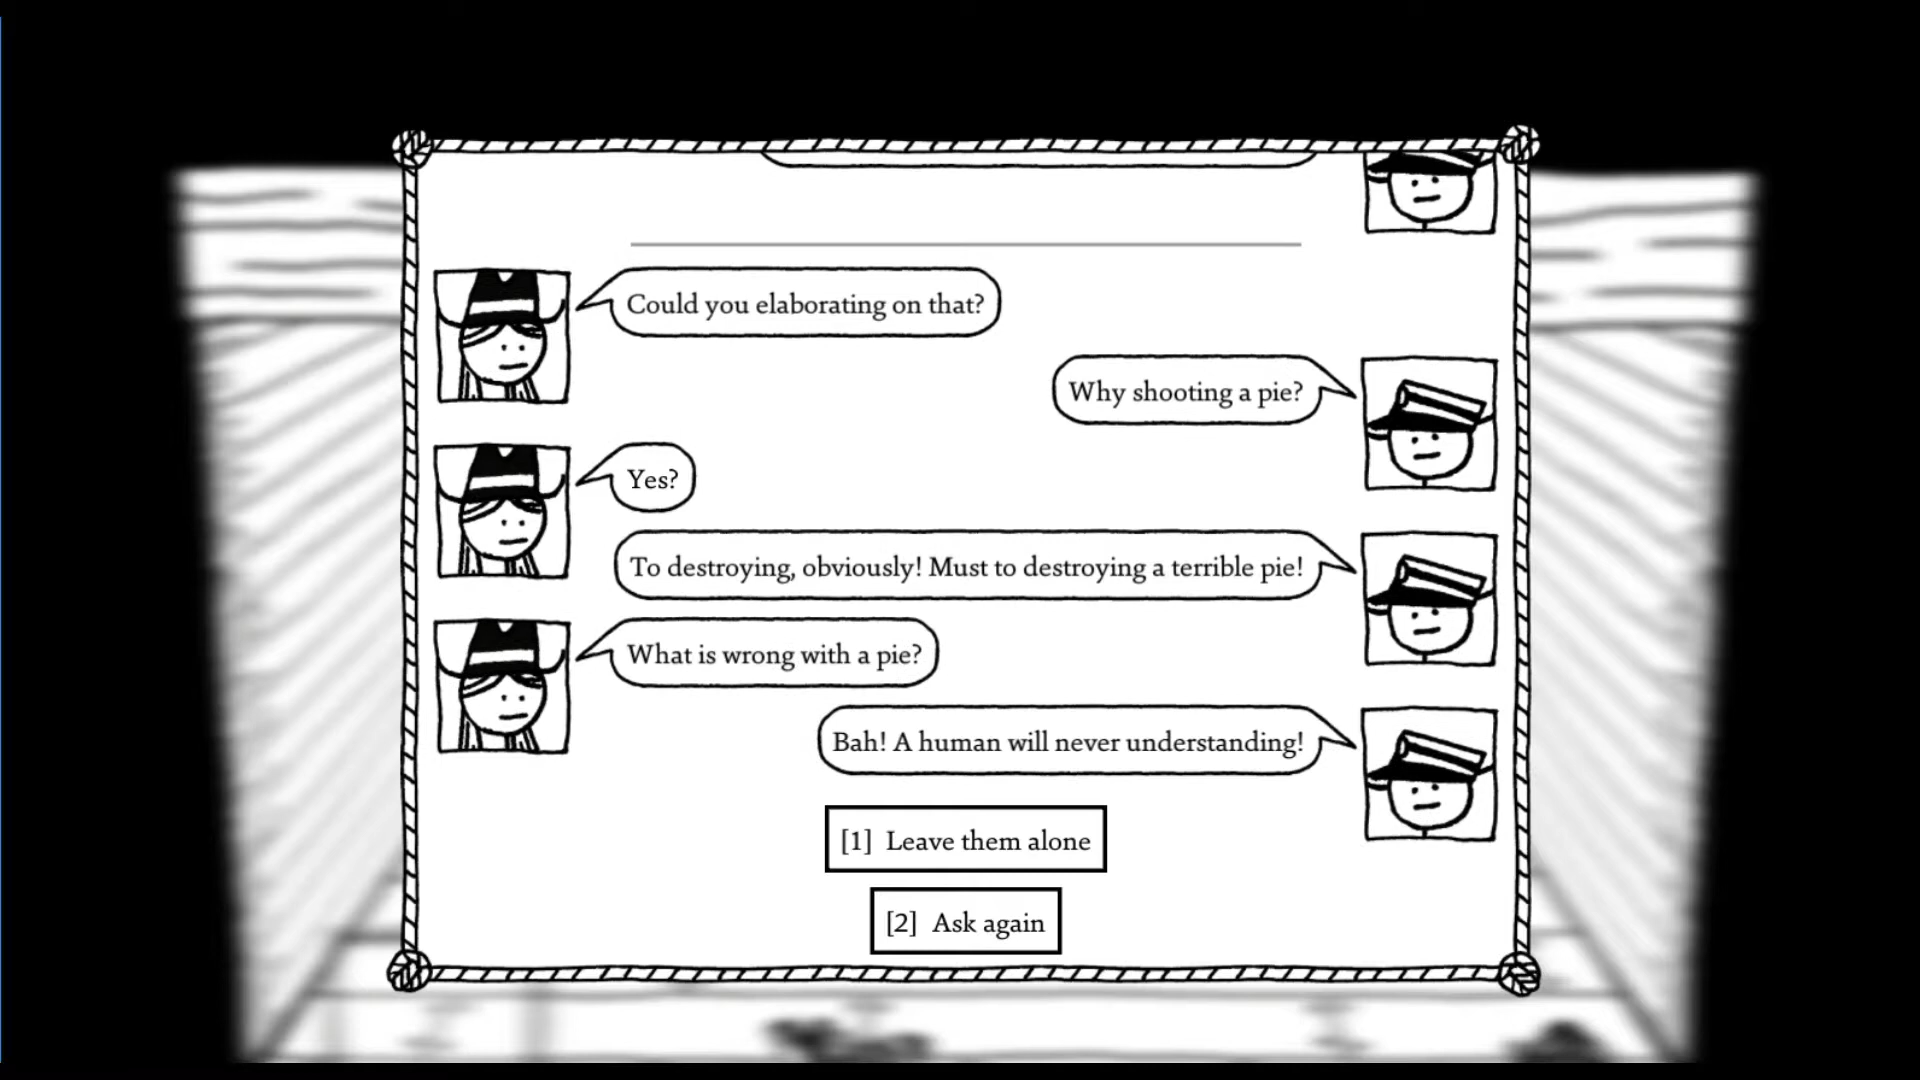 Could you elaborating on that?
Why shooting a pie?
Yes?
To destroying, obviously! Must to destroying a terrible pie!
What is wrong with a pie?
Bah! A human will never understanding!
[1] Leave them alone
[2] Ask again